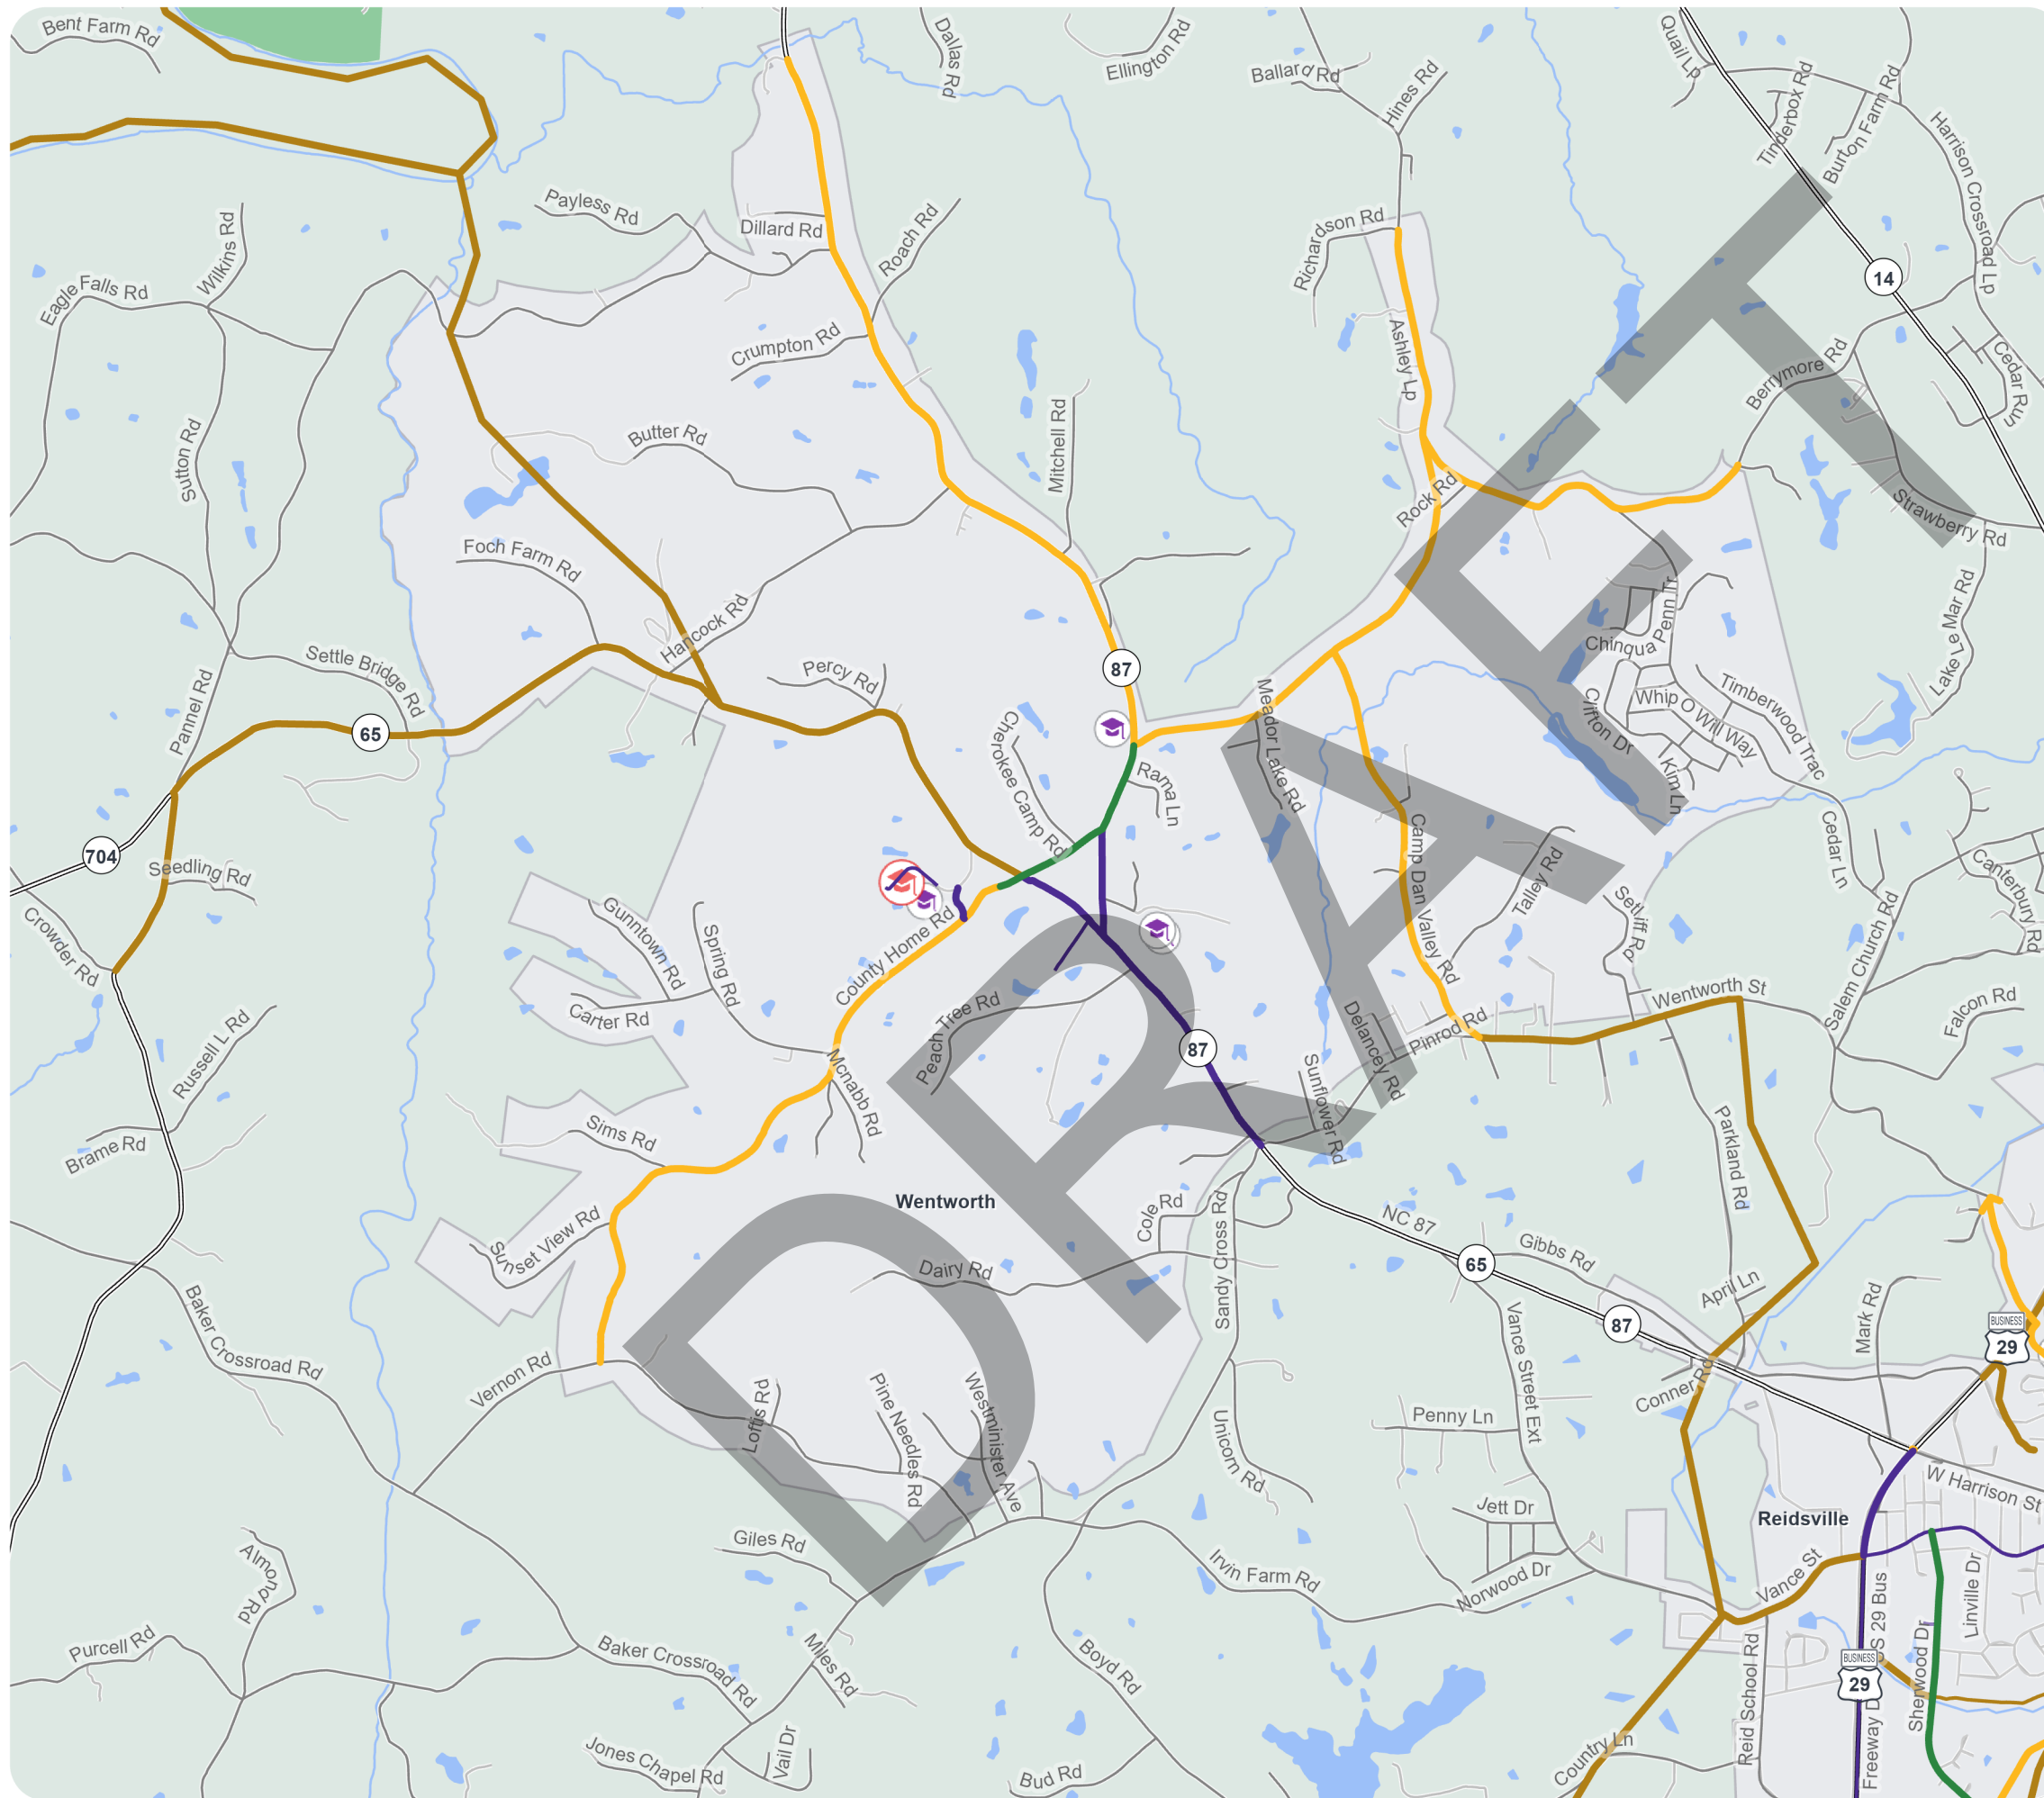 Bent Farm Rd
Dallas Rd
Ellington Rd
Ballard Rd
Hines Rd
Quail Lp
Tinderbox Rd
Burton Farm Rd
Harrison Crossroad Lp
Payless Rd
Dillard Rd
Roach Rd
Richardson Rd
Wilkins Rd
Eagle Falls Rd
14
Crumpton Rd
Ashley Lp
Berrymore Rd
Cedar Run
Sutton Rd
Butter Rd
Mitchell Rd
Rock Rd
Strawberry Rd
Foch Farm Rd
Hancock Rd
Penn Tr
Chinqua
Lake Le Mar Rd
Settle Bridge Rd
Percy Rd
87
Pannel Rd
65
Cherokee Camp Rd
Meador Lake Rd
Whip O Will Way
Timberwood Trac
Clifton Dr
Kim Ln
Rama Ln
704
Seedling Rd
Camp Dan Valley Rd
Talley Rd
Cedar Ln
Canterbury Rd
Crowder Rd
Gunntown Rd
Spring Rd
County Home Rd
Settliff Rd
Salem Church Rd
Carter Rd
Peach Tree Rd
Wentworth St
Falcon Rd
Russell L Rd
Mcnabb Rd
87
Delancey Rd
Pinrod Rd
Sunflower Rd
Brame Rd
Sims Rd
Parkland Rd
DRAFT
Wentworth
Cole Rd
Sandy Cross Rd
NC 87
Sunset View Rd
Dairy Rd
65
Gibbs Rd
April Ln
Mark Rd
87
BUSINESS
29
Baker Crossroad Rd
Vernon Rd
Vance Street Ext
Conner Rd
Loftis Rd
Pine Needles Rd
Westminister Ave
Unicorn Rd
Penny Ln
W Harrison St
Jett Dr
Reidsville
Almond Rd
Giles Rd
Irvin Farm Rd
Norwood Dr
Vance St
Linville Dr
S 29 Bus
Purcell Rd
Baker Crossroad Rd
Miles Rd
Boyd Rd
BUSINESS
29
Sherwood Dr
Reid School Rd
Freeway D
Jones Chapel Rd
Vail Dr
Bud Rd
Country Ln